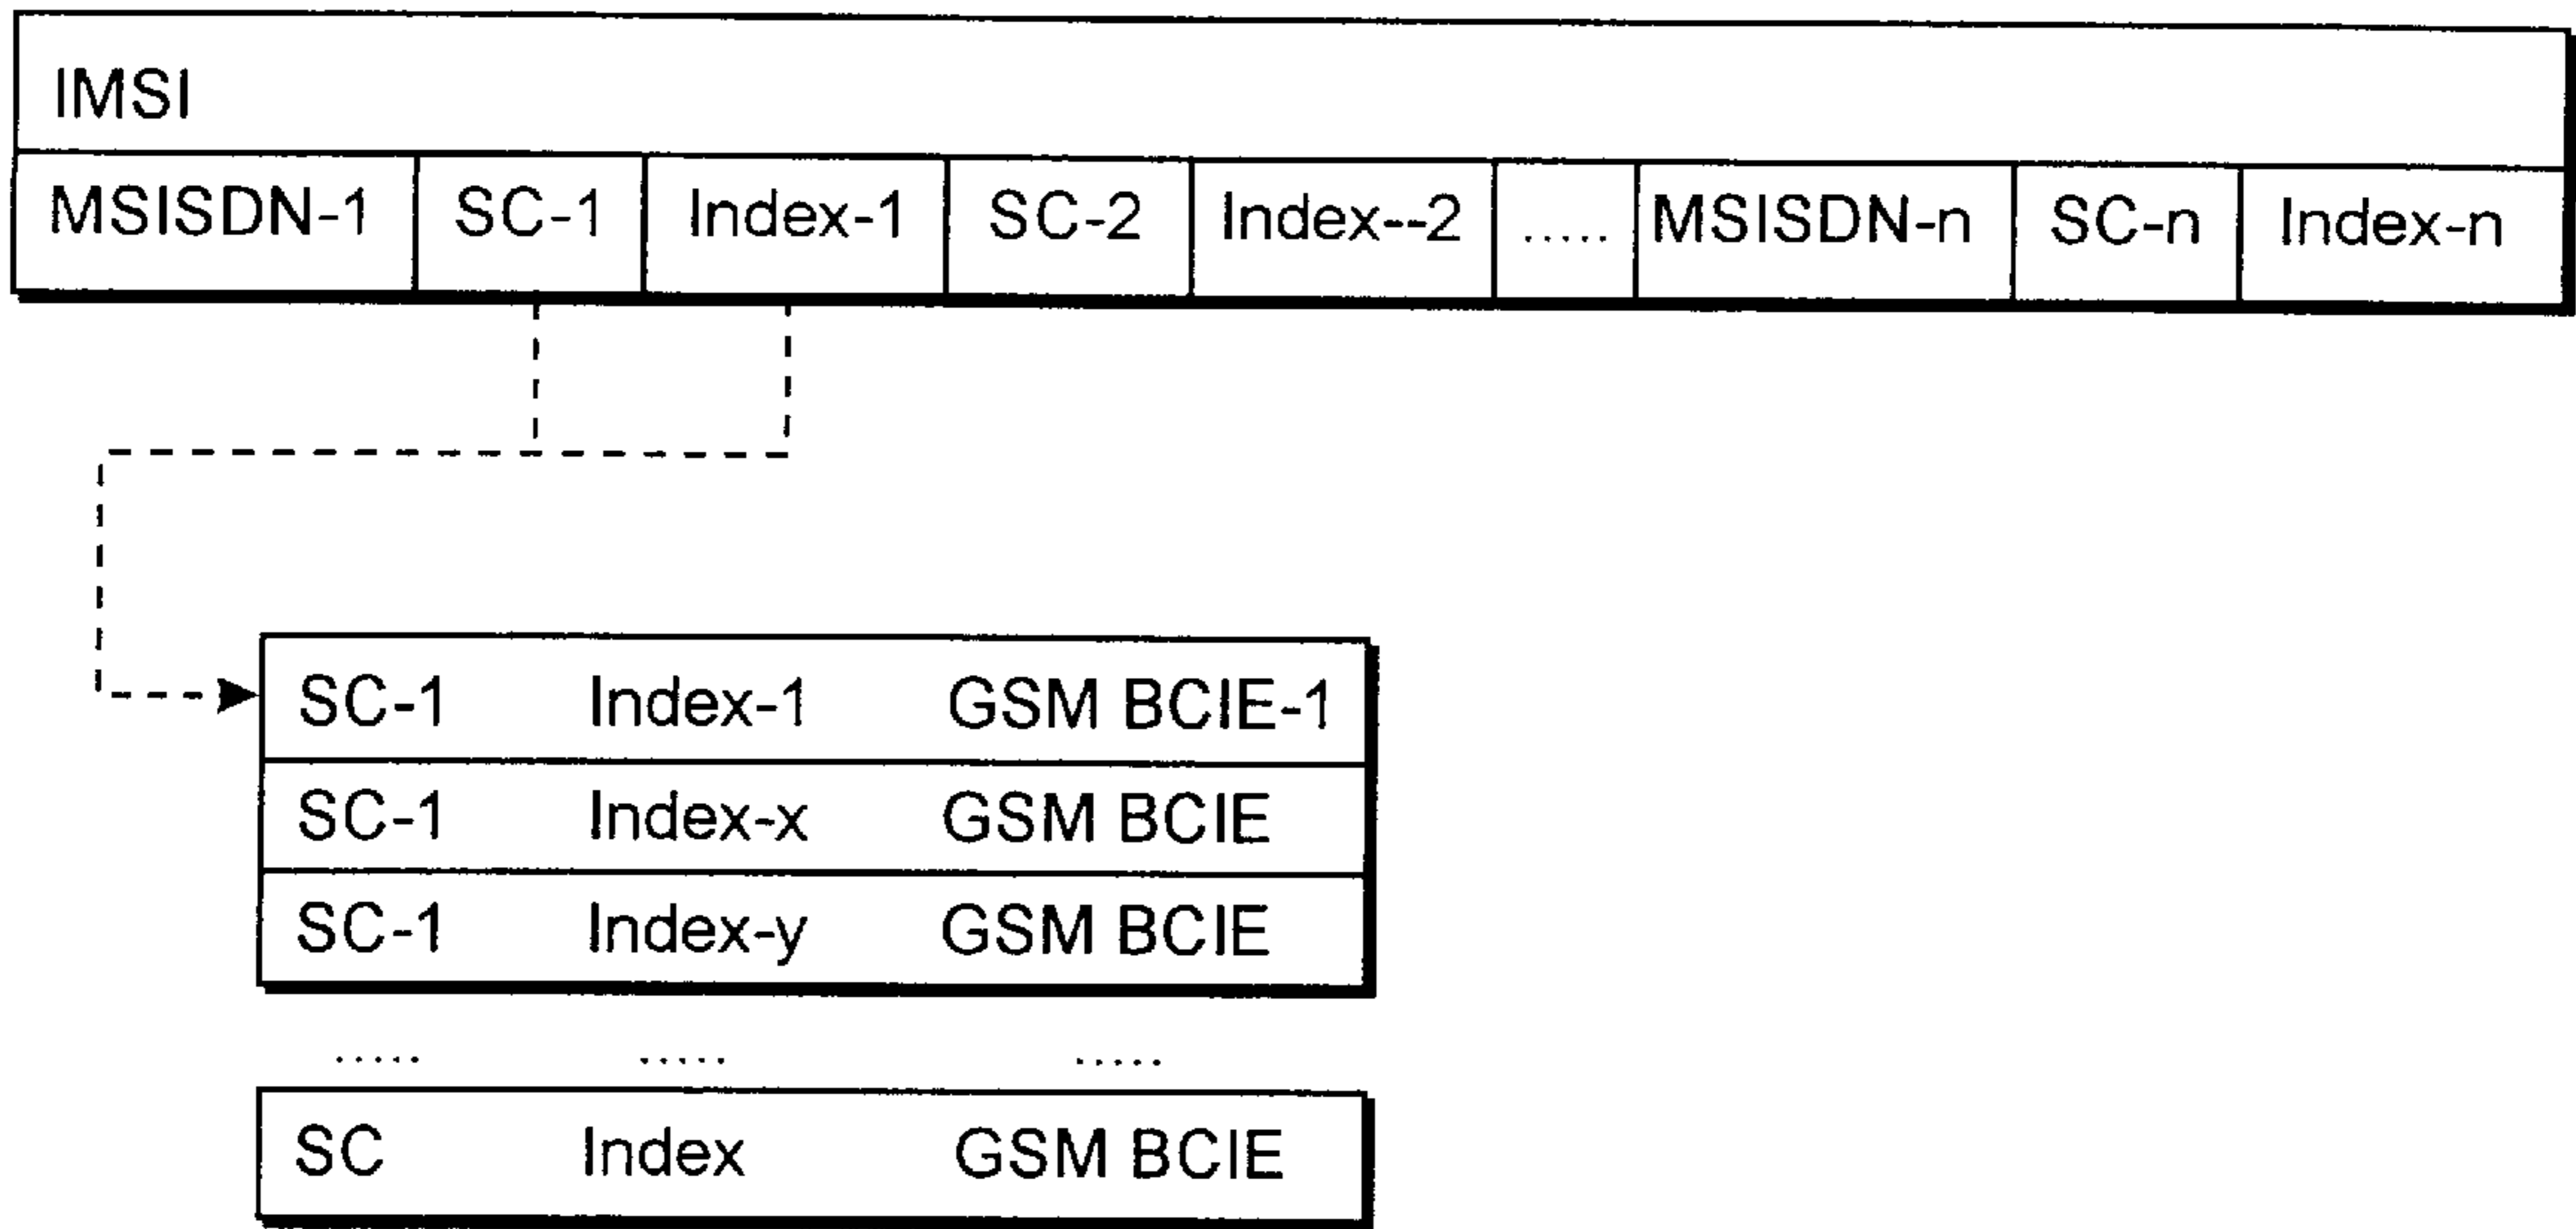 IMSI
MSISDN-1 SC-1 Index-1 SC-2 Index--2 ..... MSISDN-n SC-n Index-n
SC-1 Index-1 GSM BCIE-1
SC-1 Index-x GSM BCIE
SC-1 Index-y GSM BCIE
..... ..... .....
SC Index GSM BCIE